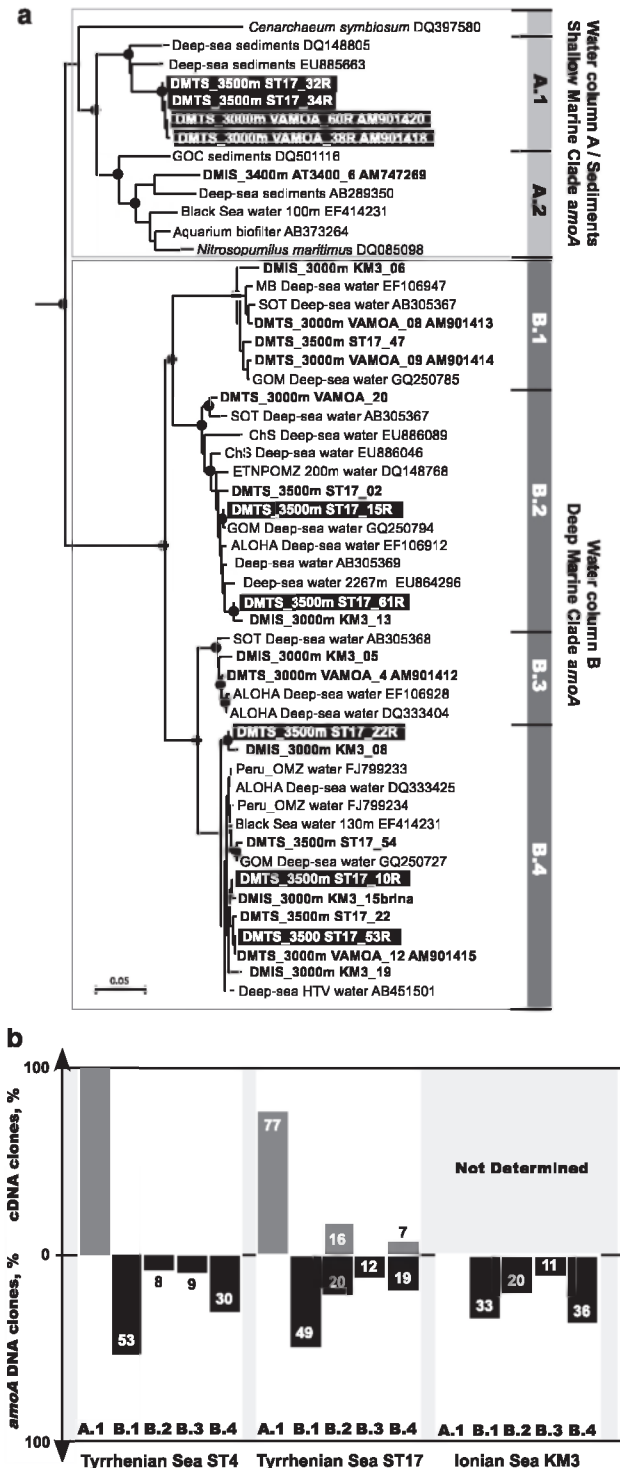 a
Cenarchaeum symbiosum DQ397580
Deep-sea sediments DQ148805
Deep-sea sediments EU885663
DMTS_3500m ST17_32R
DMTS_3500m ST17_34R
DMTS_3000m VAMOA_60R AM901420
DMTS_3000m VAMOA_38R AM901418
GOC sediments DQ501116
DMIS_3400m AT3400_6 AM747269
Deep-sea sediments AB289350
Black Sea water 100m EF414231
Aquarium biofilter AB373264
Nitrosopumilus maritimus DQ085098
A.1
A.2
Water column A / Sediments
Shallow Marine Clade amoA
DMIS_3000m KM3_06
MB Deep-sea water EF106947
SOT Deep-sea water AB305367
DMTS_3000m VAMOA_08 AM901413
DMTS_3500m ST17_47
DMTS_3000m VAMOA_09 AM901414
GOM Deep-sea water GQ250785
DMTS_3000m VAMOA_20
SOT Deep-sea water AB305367
ChS Deep-sea water EU886089
ChS Deep-sea water EU886046
ETNPOMZ 200m water DQ148768
DMTS_3500m ST17_02
DMTS_3500m ST17_15R
GOM Deep-sea water GQ250794
ALOHA Deep-sea water EF106912
Deep-sea water AB305369
Deep-sea water 2267m EU864296
DMTS_3500m ST17_61R
DMIS_3000m KM3_13
SOT Deep-sea water AB305368
DMIS_3000m KM3_05
DMTS_3000m VAMOA_4 AM901412
ALOHA Deep-sea water EF106928
ALOHA Deep-sea water DQ333404
DMTS_3500m ST17_22R
DMIS_3000m KM3_08
Peru_OMZ water FJ799233
ALOHA Deep-sea water DQ333425
Peru_OMZ water FJ799234
Black Sea water 130m EF414231
DMTS_3500m ST17_54
GOM Deep-sea water GQ250727
DMTS_3500m ST17_10R
DMIS_3000m KM3_15brina
DMTS_3500m ST17_22
DMTS_3500 ST17_53R
DMTS_3000m VAMOA_12 AM901415
DMIS_3000m KM3_19
Deep-sea HTV water AB451501
B.1
B.2
B.3
B.4
Water column B
Deep Marine Clade amoA
0.05
b
100
0
100
cDNA clones, %
amoA DNA clones, %
77
16
7
Not Determined
53
8
9
30
49
20
12
19
33
20
11
36
A.1 B.1 B.2 B.3 B.4
A.1 B.1 B.2 B.3 B.4
A.1 B.1 B.2 B.3 B.4
Tyrrhenian Sea ST4
Tyrrhenian Sea ST17
Ionian Sea KM3